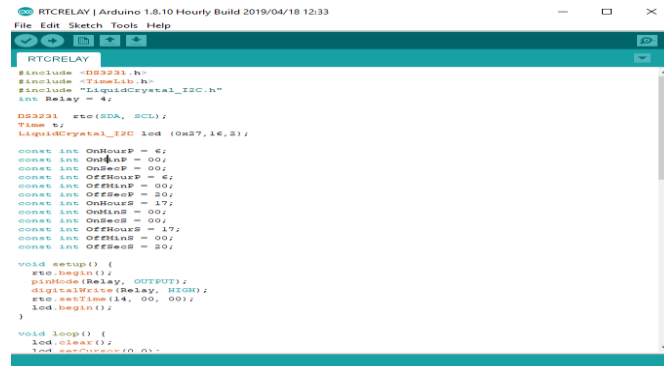 RTCRELAY | Arduino 1.8.10 Hourly Build 2019/04/18 12:33
File Edit Sketch Tools Help
RTCRELAY
#include <DS3231.h>
#include <TimeLib.h>
#include "LiquidCrystal_I2C.h"
int Relay = 4;
DS3231 rtc(SDA, SCL);
Time t;
LiquidCrystal_I2C lcd (0x27,16,2);
const int OnHourP = 6;
const int OnMinP = 00;
const int OnSecP = 00;
const int OffHourP = 6;
const int OffMinP = 00;
const int OffSecP = 20;
const int OnHourS = 17;
const int OnMinS = 00;
const int OnSecS = 00;
const int OffHourS = 17;
const int OffMinS = 00;
const int OffSecS = 20;
void setup() {
rtc.begin();
pinMode(Relay, OUTPUT);
digitalWrite(Relay, HIGH);
rtc.setTime(14, 00, 00);
lcd.begin();
}
void loop() {
lcd.clear();
lcd.setCursor(0,0);